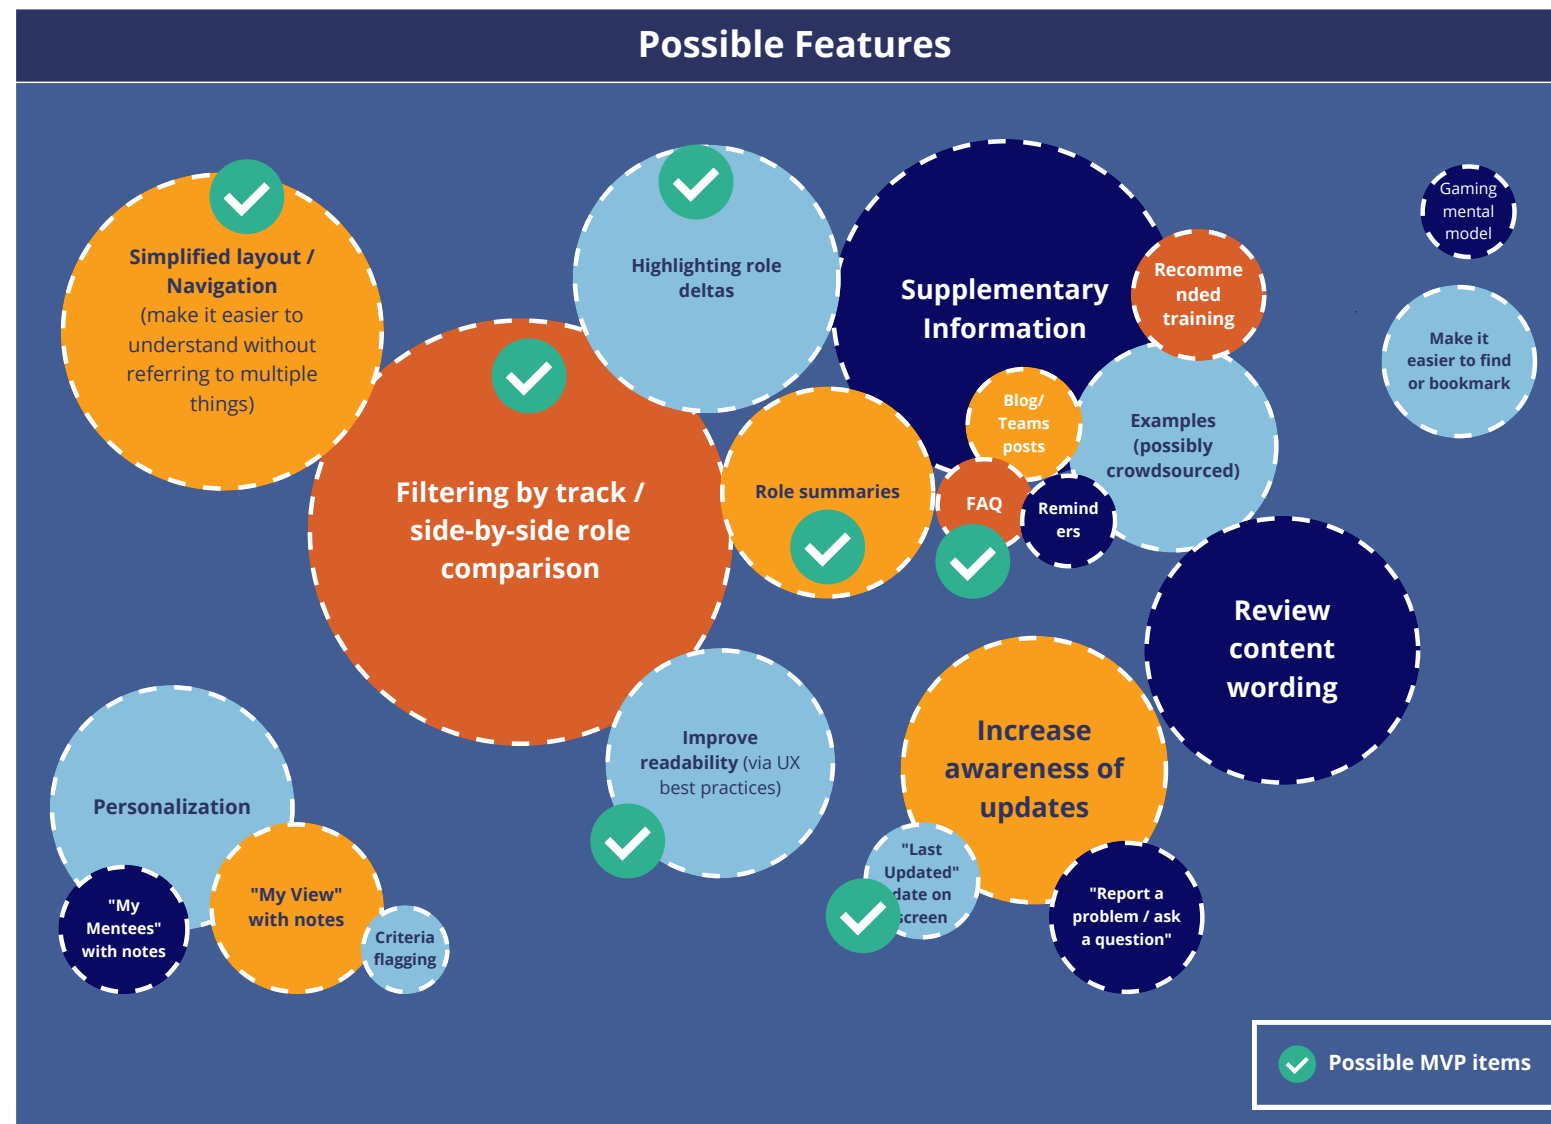 Possible Features
Simplified layout /
Navigation
(make it easier to
understand without
referring to multiple
things)
Highlighting role
deltas
Supplementary
Information
Recomme
nded
training
Gaming
mental
model
Make it
easier to find
or bookmark
Blog/
Teams
posts
Examples
(possibly
crowdsourced)
Filtering by track /
side-by-side role
comparison
Role summaries
FAQ
Remind
ers
Review
content
wording
Improve
readability (via UX
best practices)
Increase
awareness of
updates
Personalization
"My
Mentees"
with notes
"My View"
with notes
Criteria
flagging
"Last
Updated"
date on
screen
"Report a
problem / ask
a question"
Possible MVP items